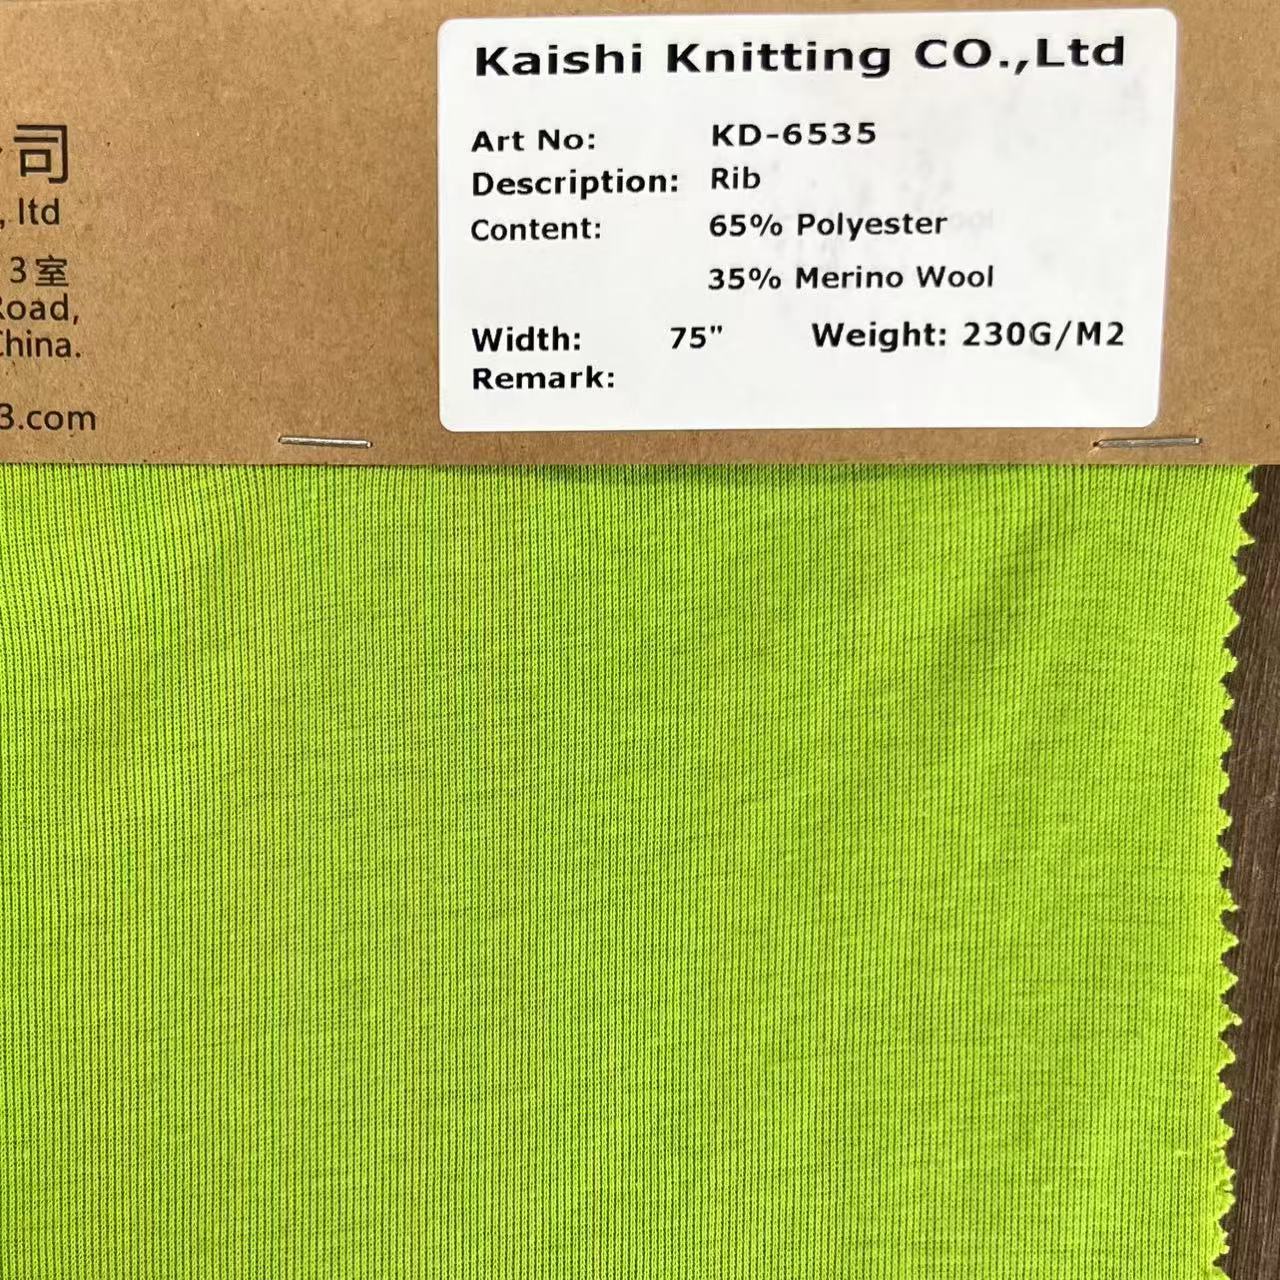 司
, ltd
3室
Road,
China.
3.com
Kaishi Knitting CO.,Ltd
Art No: KD-6535
Description: Rib
Content: 65% Polyester
35% Merino Wool
Width: 75" Weight: 230G/M2
Remark: